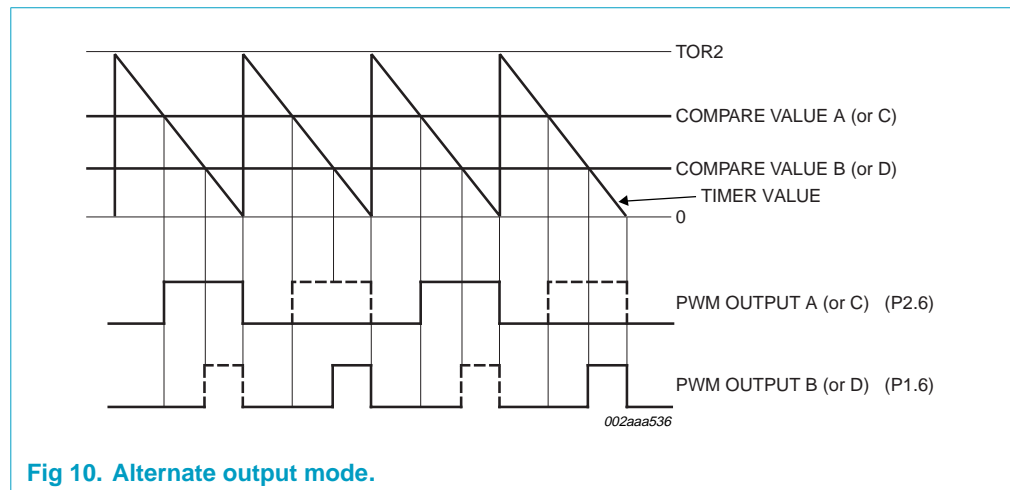 TOR2
COMPARE VALUE A (or C)
COMPARE VALUE B (or D)
TIMER VALUE
0
PWM OUTPUT A (or C) (P2.6)
PWM OUTPUT B (or D) (P1.6)
002aaa536
Fig 10. Alternate output mode.